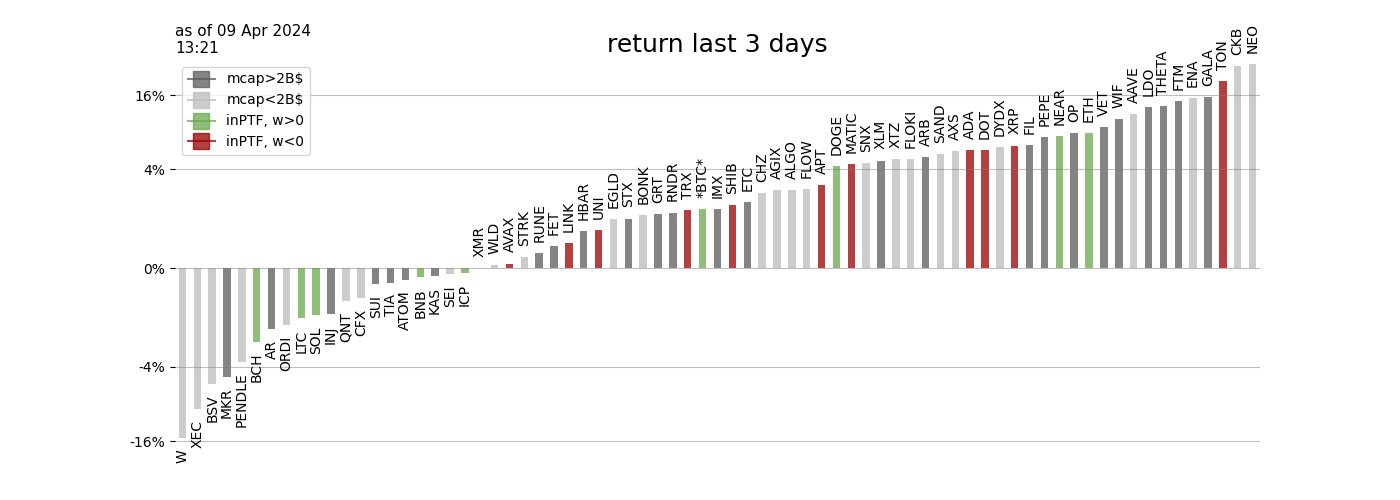 as of 09 Apr 2024
13:21
return last 3 days
mcap>2B$
mcap<2B$
inPTF, w>0
inPTF, w<0
16%
4%
0%
-4%
-16%
W
XEC
BSV
MKR
PENDLE
BCH
AR
ORDI
LTC
SOL
INJ
QNT
CFX
SUI
TIA
ATOM
BNB
KAS
SEI
ICP
XMR
WLD
AVAX
STRK
RUNE
FET
LINK
HBAR
UNI
EGLD
STX
BONK
GRT
RNDR
TRX
*BTC*
IMX
SHIB
ETC
CHZ
AGIX
ALGO
FLOW
APT
DOGE
MATIC
SNX
XLM
XTZ
FLOKI
ARB
SAND
AXS
ADA
DOT
DYDX
XRP
FIL
PEPE
NEAR
OP
ETH
VET
WIF
AAVE
LDO
THETA
FTM
ENA
GALA
TON
CKB
NEO